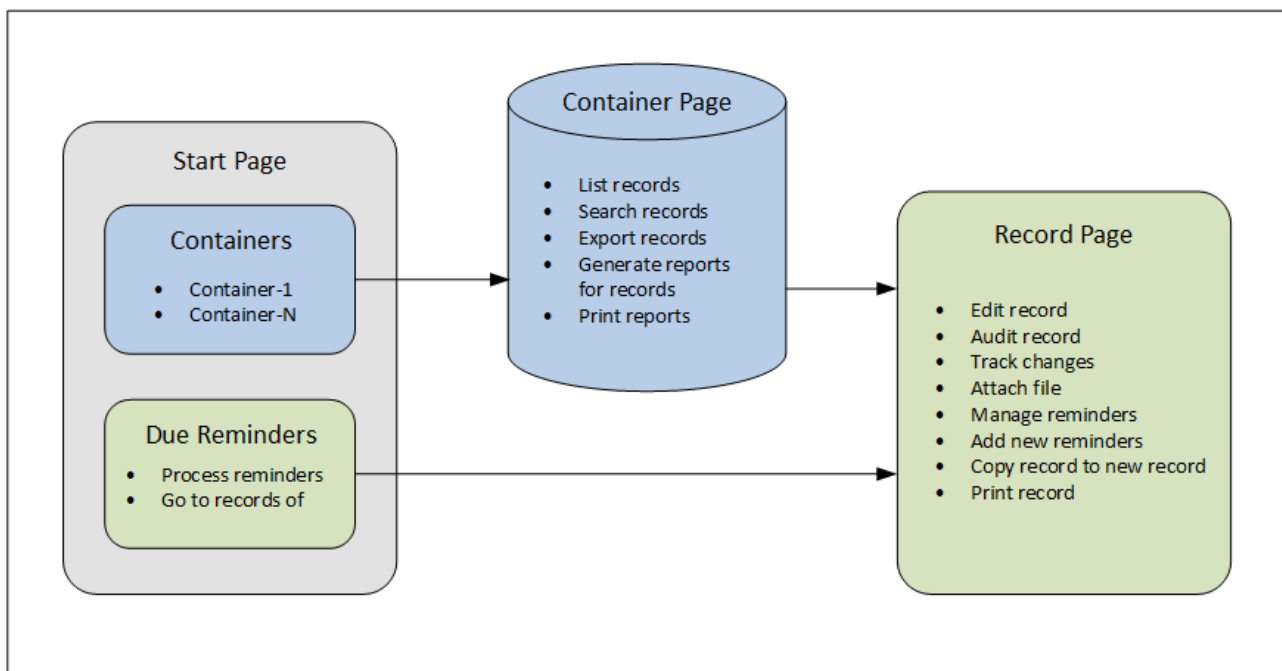 Start Page
Containers
• Container-1
• Container-N
Due Reminders
• Process reminders
• Go to records of
Container Page
• List records
• Search records
• Export records
• Generate reports
for records
• Print reports
Record Page
• Edit record
• Audit record
• Track changes
• Attach file
• Manage reminders
• Add new reminders
• Copy record to new record
• Print record